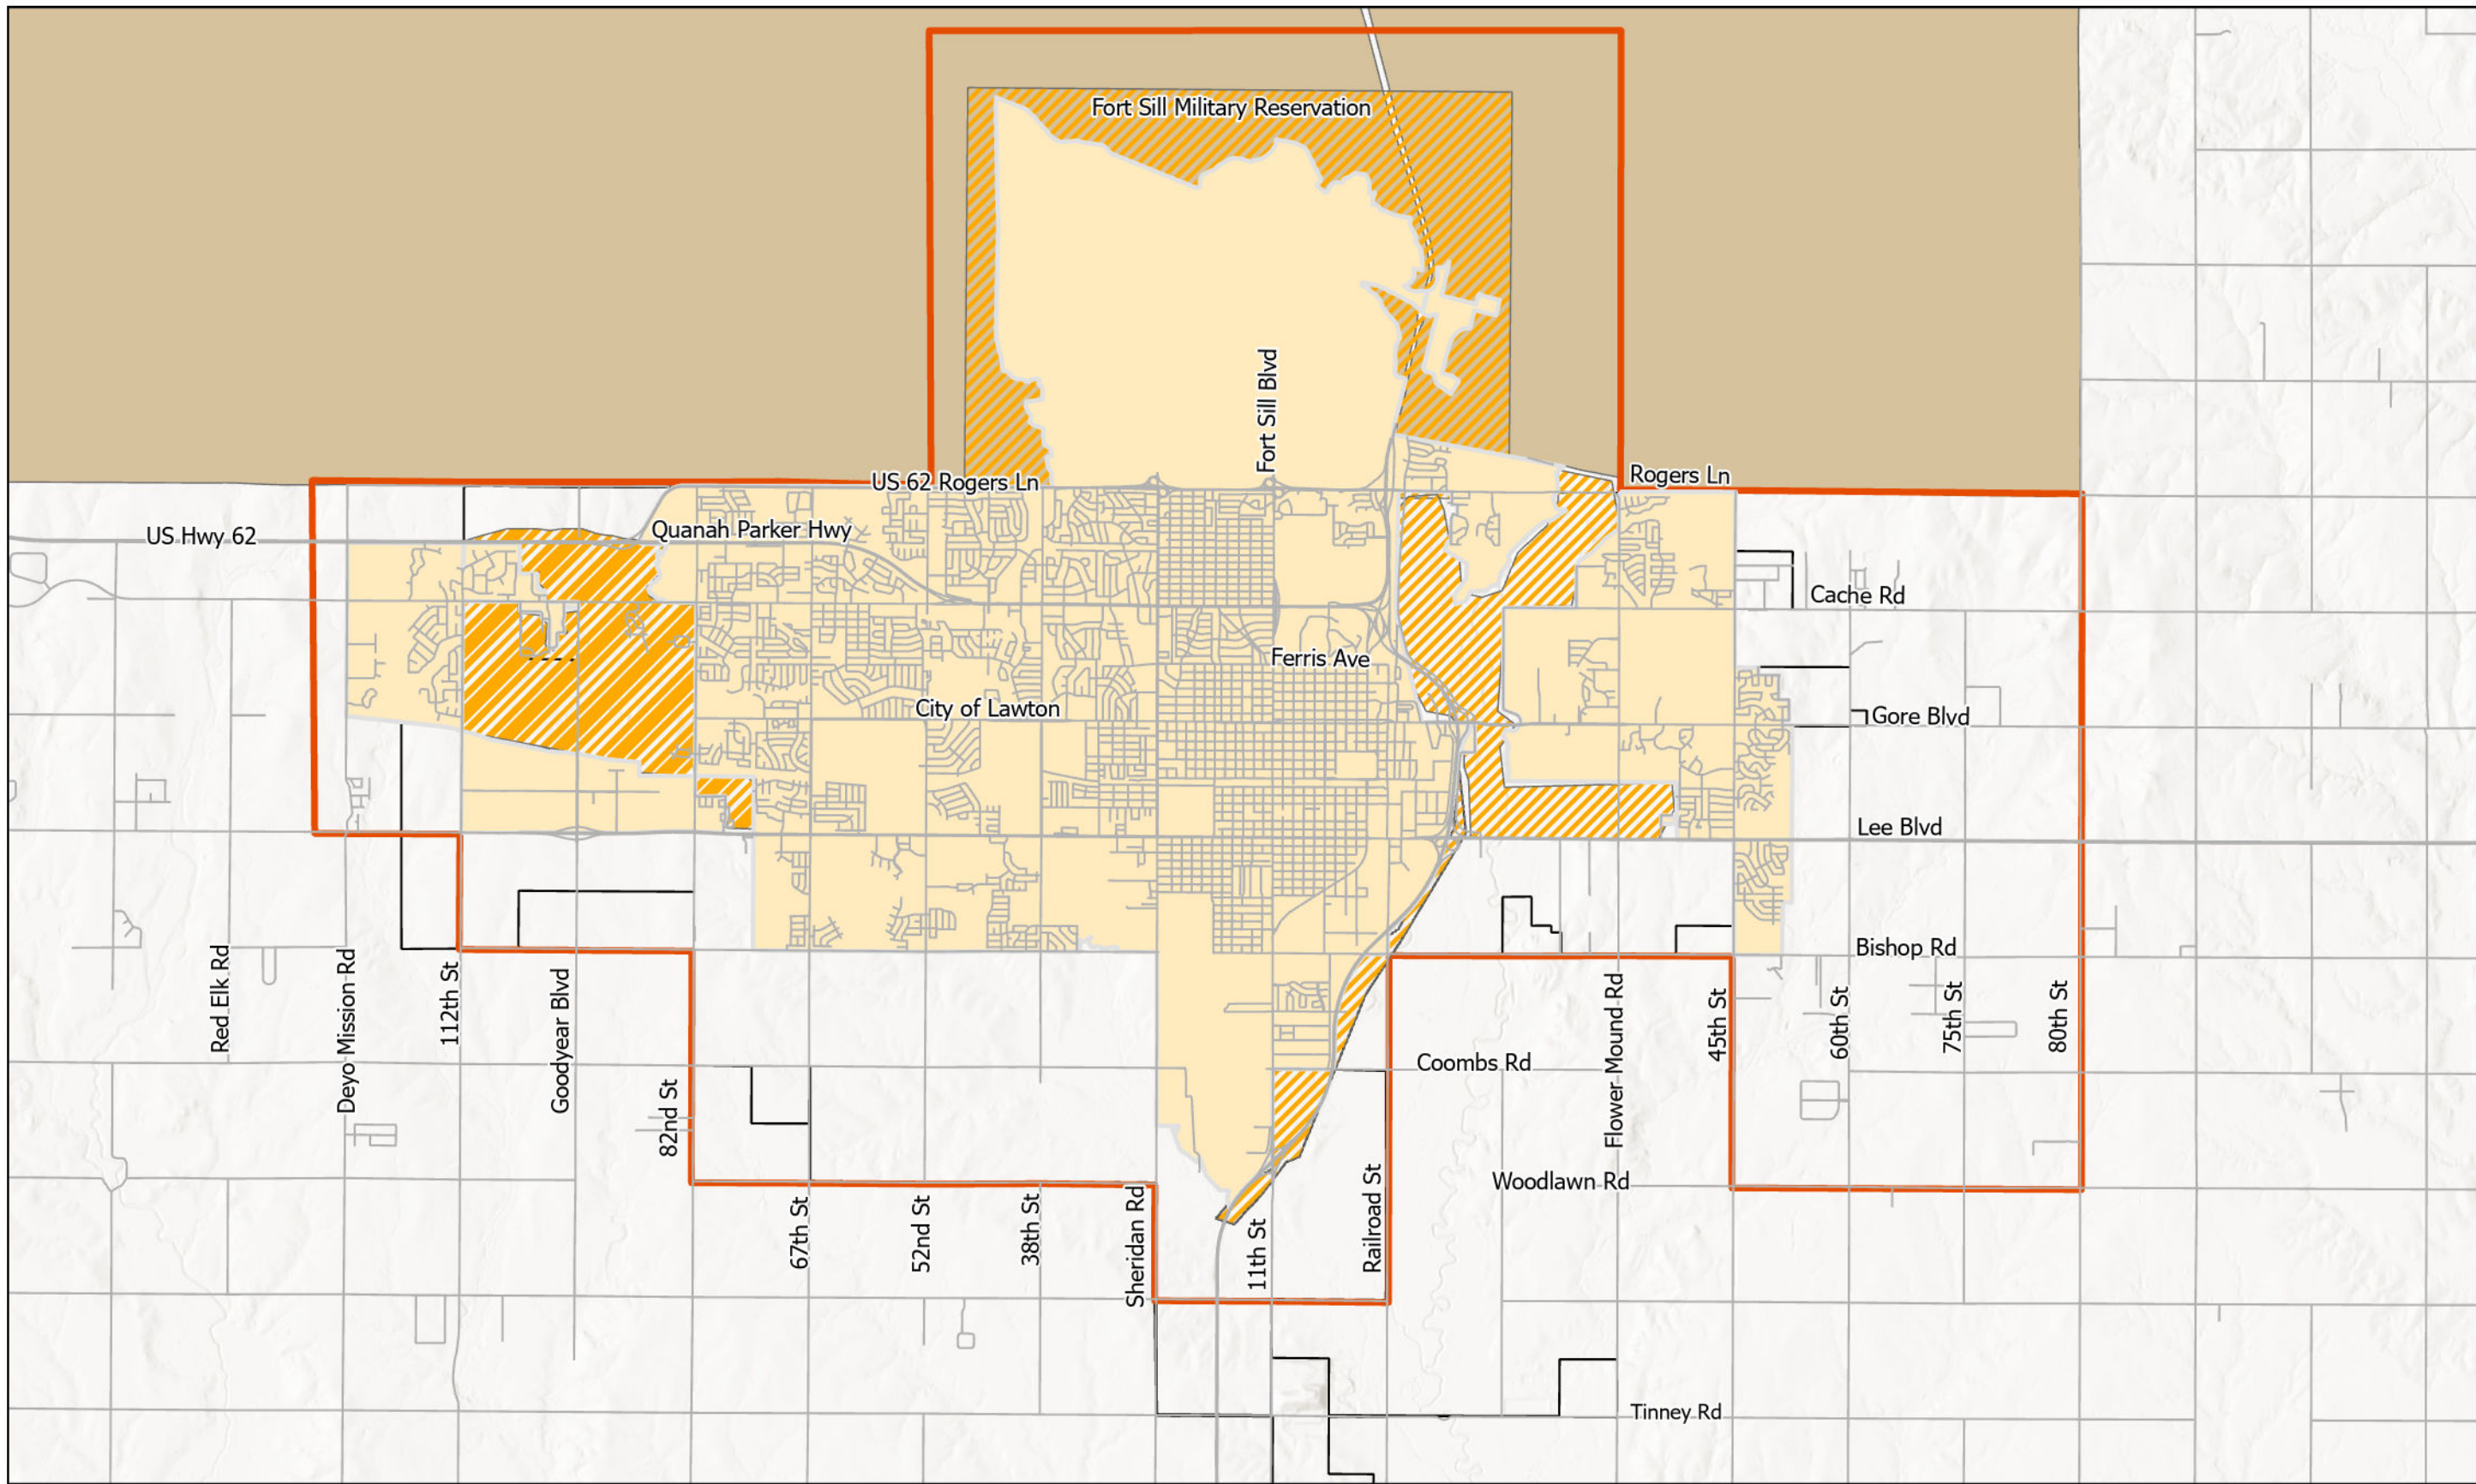 Fort Sill Military Reservation
Fort Sill Blvd
US 62 Rogers Ln
Rogers Ln
US Hwy 62
Quanah Parker Hwy
Cache Rd
Ferris Ave
City of Lawton
Gore Blvd
Lee Blvd
Bishop Rd
Red Elk Rd
Deyo Mission Rd
112th St
Goodyear Blvd
82nd St
67th St
52nd St
38th St
Sheridan Rd
11th St
Railroad St
Coombs Rd
Flower Mound Rd
45th St
60th St
75th St
80th St
Woodlawn Rd
Tinney Rd